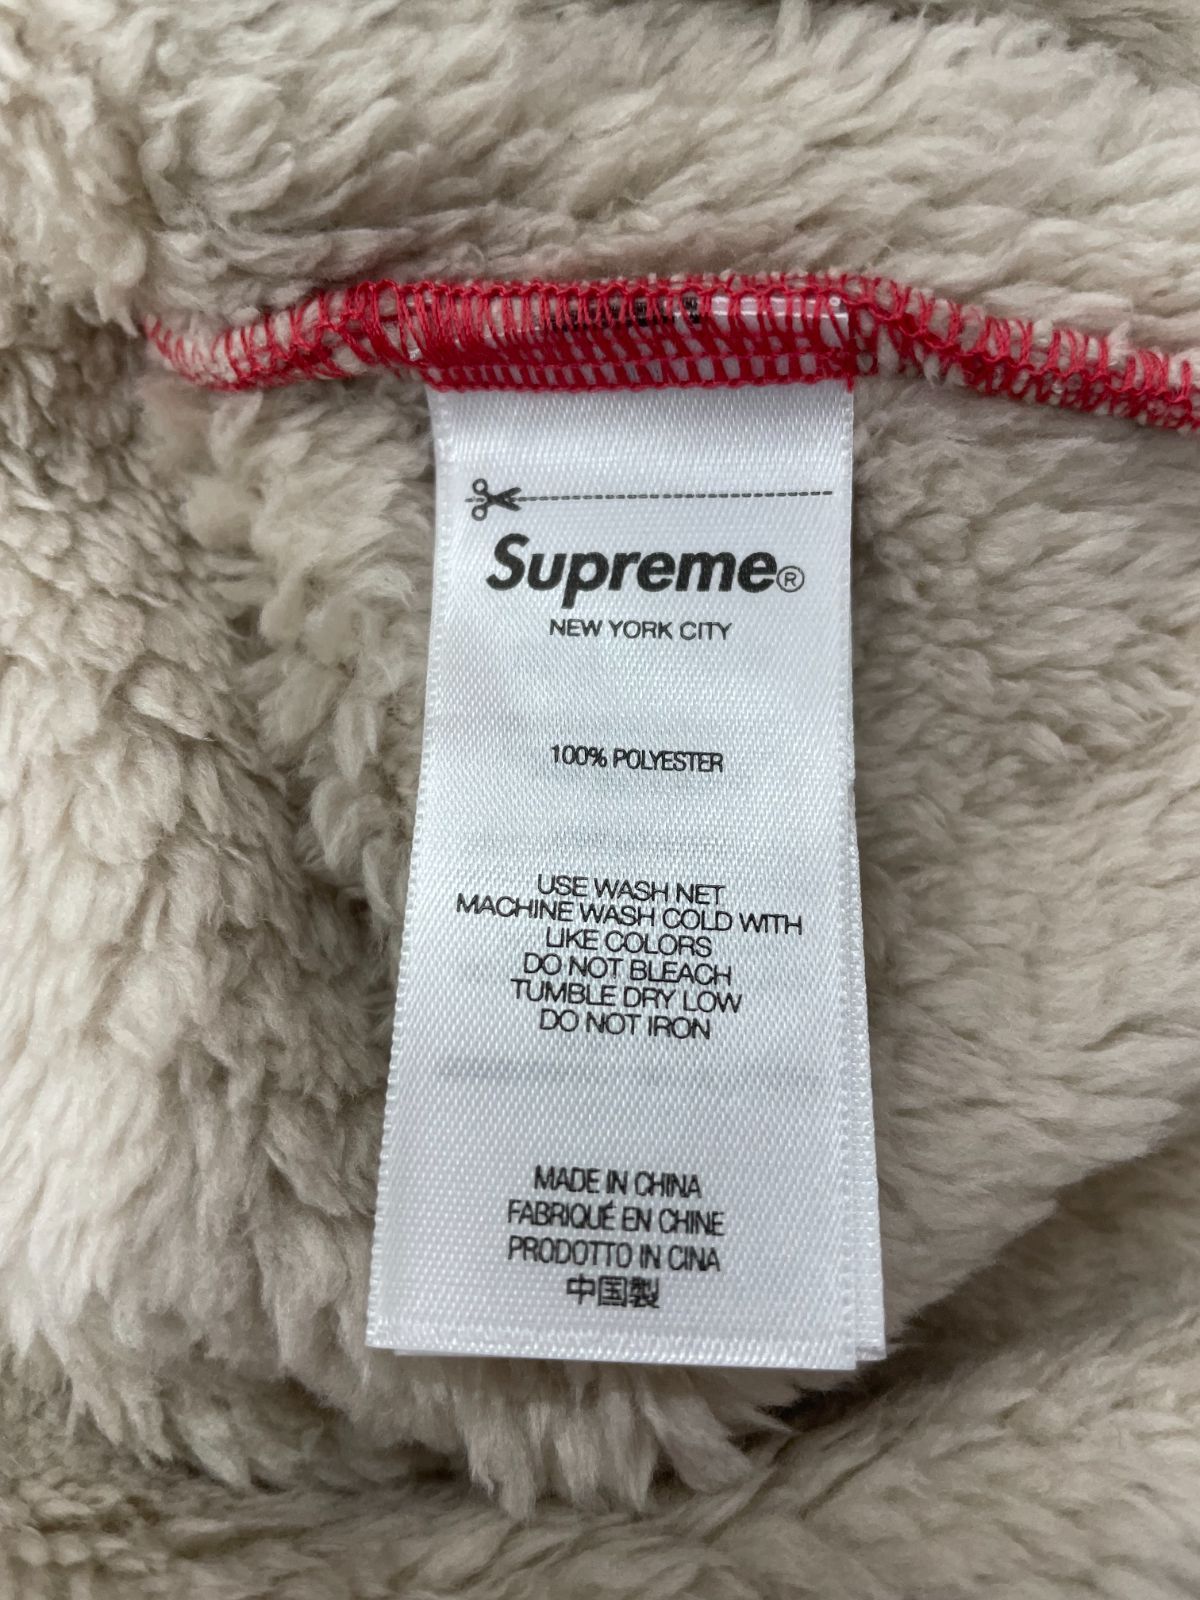 Supreme®
NEW YORK CITY
100% POLYESTER
USE WASH NET
MACHINE WASH COLD WITH
LIKE COLORS
DO NOT BLEACH
TUMBLE DRY LOW
DO NOT IRON
MADE IN CHINA
FABRIQUÉ EN CHINE
PRODOTTO IN CINA
中国製